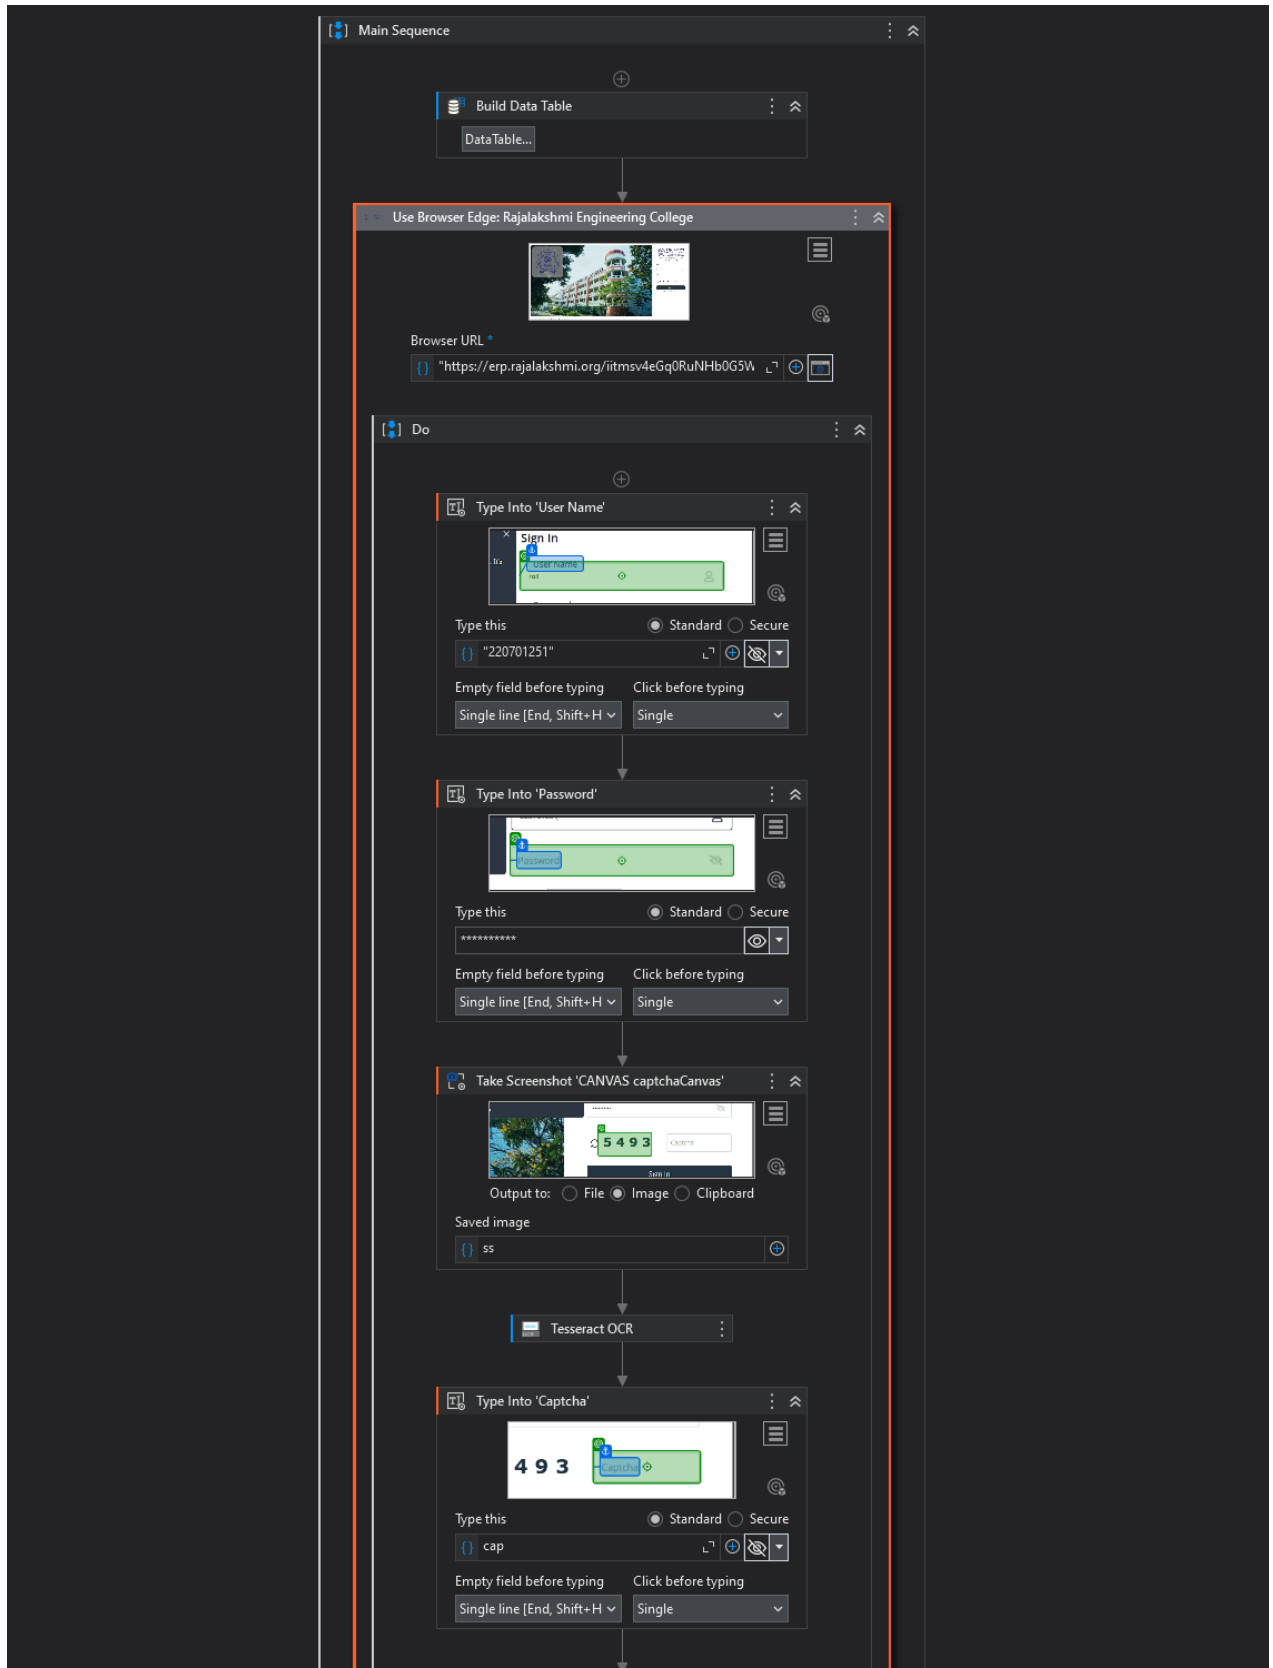 Main Sequence
Build Data Table
DataTable...
Use Browser Edge: Rajalakshmi Engineering College
Browser URL *
"https://erp.rajalakshmi.org/iitmsv4eGq0RuNHb0G5W
Do
Type Into 'User Name'
Sign In
It's
User Name
roll
Type this
Standard
Secure
"220701251"
Empty field before typing
Click before typing
Single line [End, Shift+H
Single
Type Into 'Password'
Password
Type this
Standard
Secure
**********
Empty field before typing
Click before typing
Single line [End, Shift+H
Single
Take Screenshot 'CANVAS captchaCanvas'
5 4 9 3
Captcha
Sign In
Output to:
File
Image
Clipboard
Saved image
ss
Tesseract OCR
Type Into 'Captcha'
4 9 3
Captcha
Type this
Standard
Secure
cap
Empty field before typing
Click before typing
Single line [End, Shift+H
Single